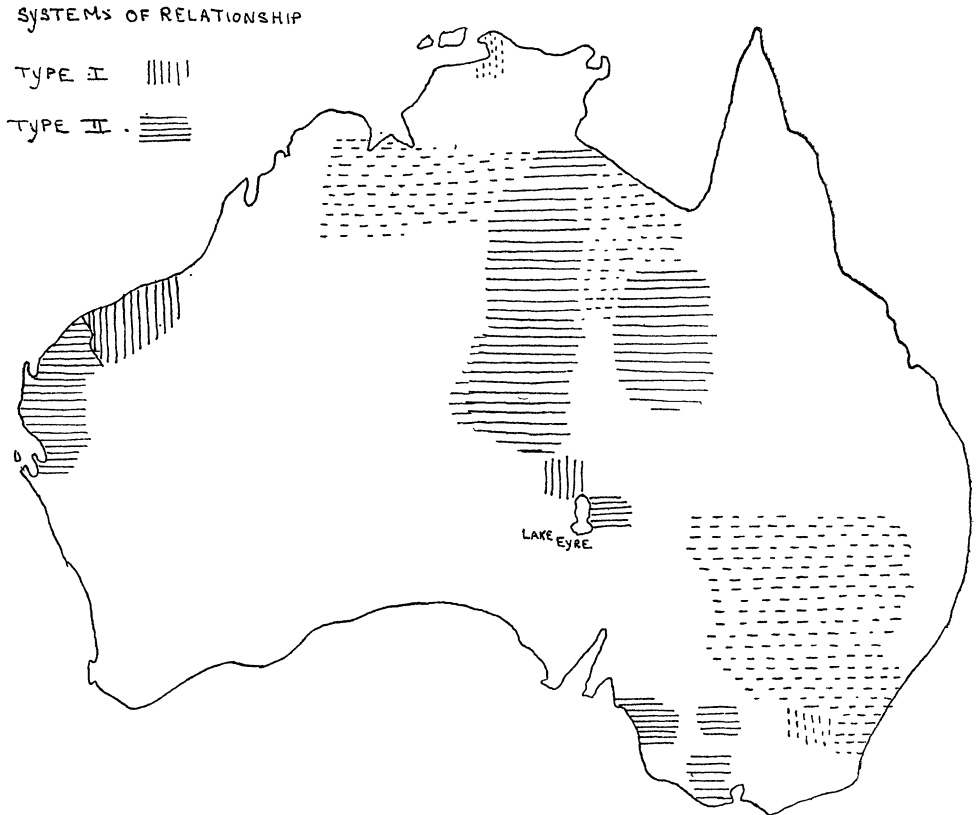 SYSTEMS OF RELATIONSHIP
TYPE I
TYPE II .
LAKE EYRE